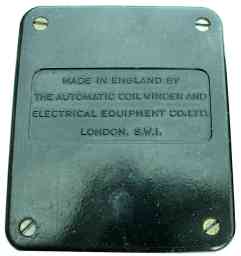 MADE IN ENGLAND BY
THE AUTOMATIC COIL WINDER AND
ELECTRICAL EQUIPMENT CO. LTD.
LONDON, S.W.1.